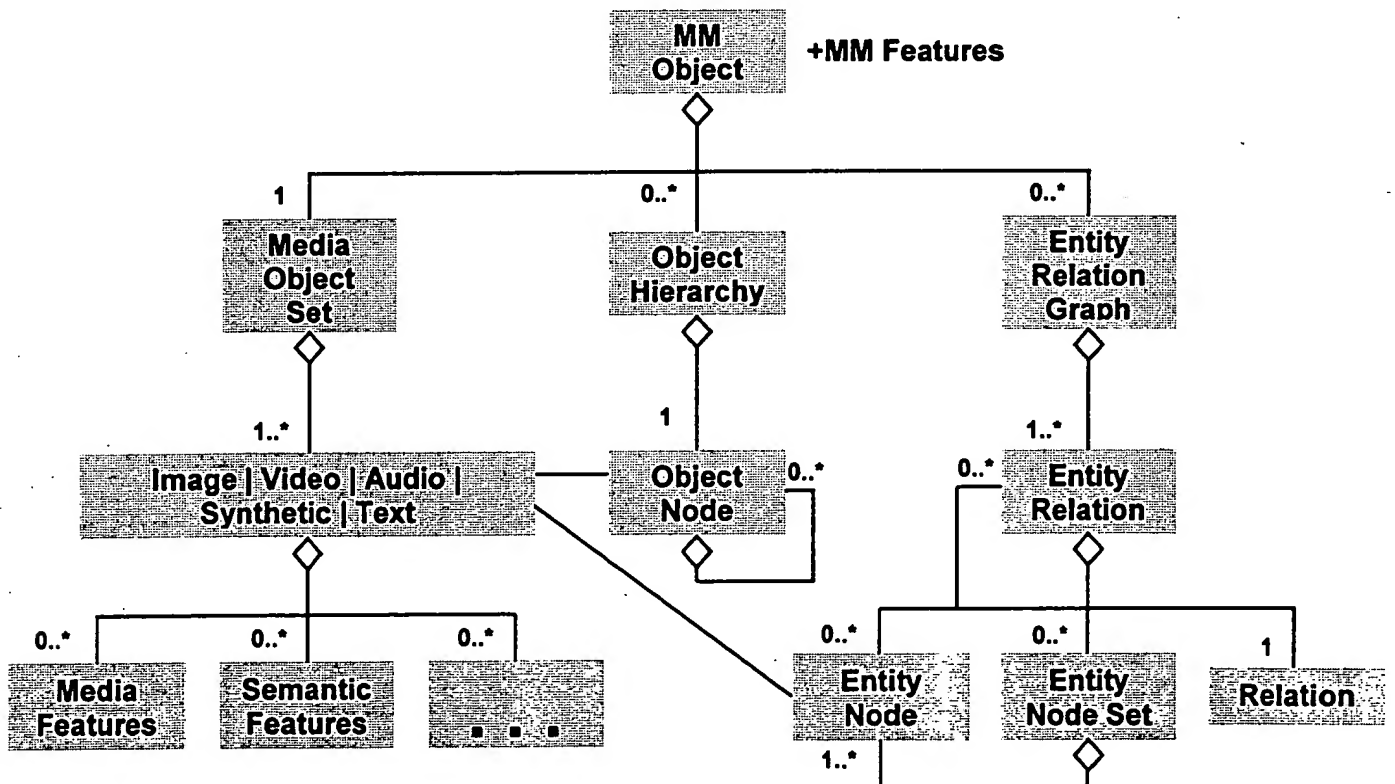 MM
Object
+MM Features
1
0..*
0..*
Media
Object
Set
Object
Hierarchy
Entity
Relation
Graph
1..*
1
1..*
Image | Video | Audio |
Synthetic | Text
Object
Node
0..*
0..*
Entity
Relation
0..*
0..*
0..*
0..*
0..*
1
Media
Features
Semantic
Features
. . .
Entity
Node
Entity
Node Set
Relation
1..*